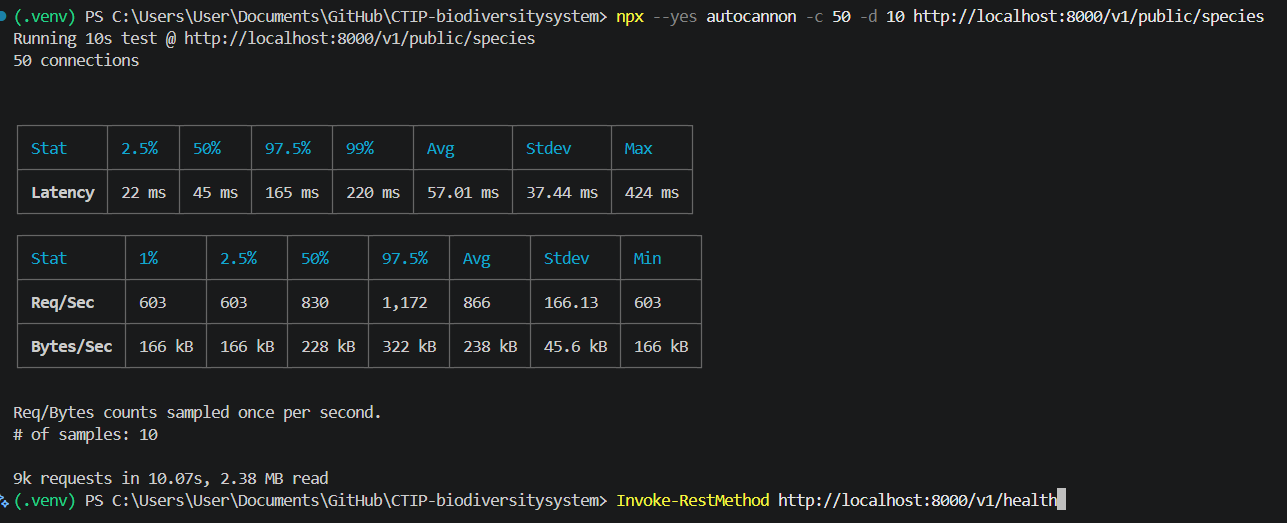 (.venv) PS C:\Users\User\Documents\GitHub\CTIP-biodiversitysystem> npx --yes autocannon -c 50 -d 10 http://localhost:8000/v1/public/species
Running 10s test @ http://localhost:8000/v1/public/species
50 connections
Stat 2.5% 50% 97.5% 99% Avg Stdev Max
Latency 22 ms 45 ms 165 ms 220 ms 57.01 ms 37.44 ms 424 ms
Stat 1% 2.5% 50% 97.5% Avg Stdev Min
Req/Sec 603 603 830 1,172 866 166.13 603
Bytes/Sec 166 kB 166 kB 228 kB 322 kB 238 kB 45.6 kB 166 kB
Req/Bytes counts sampled once per second.
# of samples: 10
9k requests in 10.07s, 2.38 MB read
(.venv) PS C:\Users\User\Documents\GitHub\CTIP-biodiversitysystem> Invoke-RestMethod http://localhost:8000/v1/health